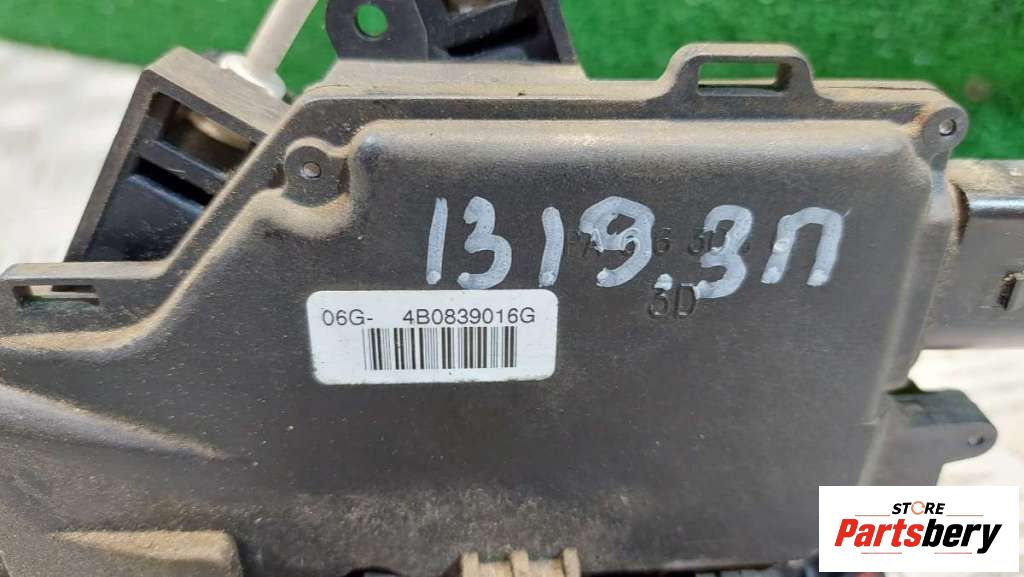 1319.3П
3D
06G- 4B0839016G
STORE
Partsbery